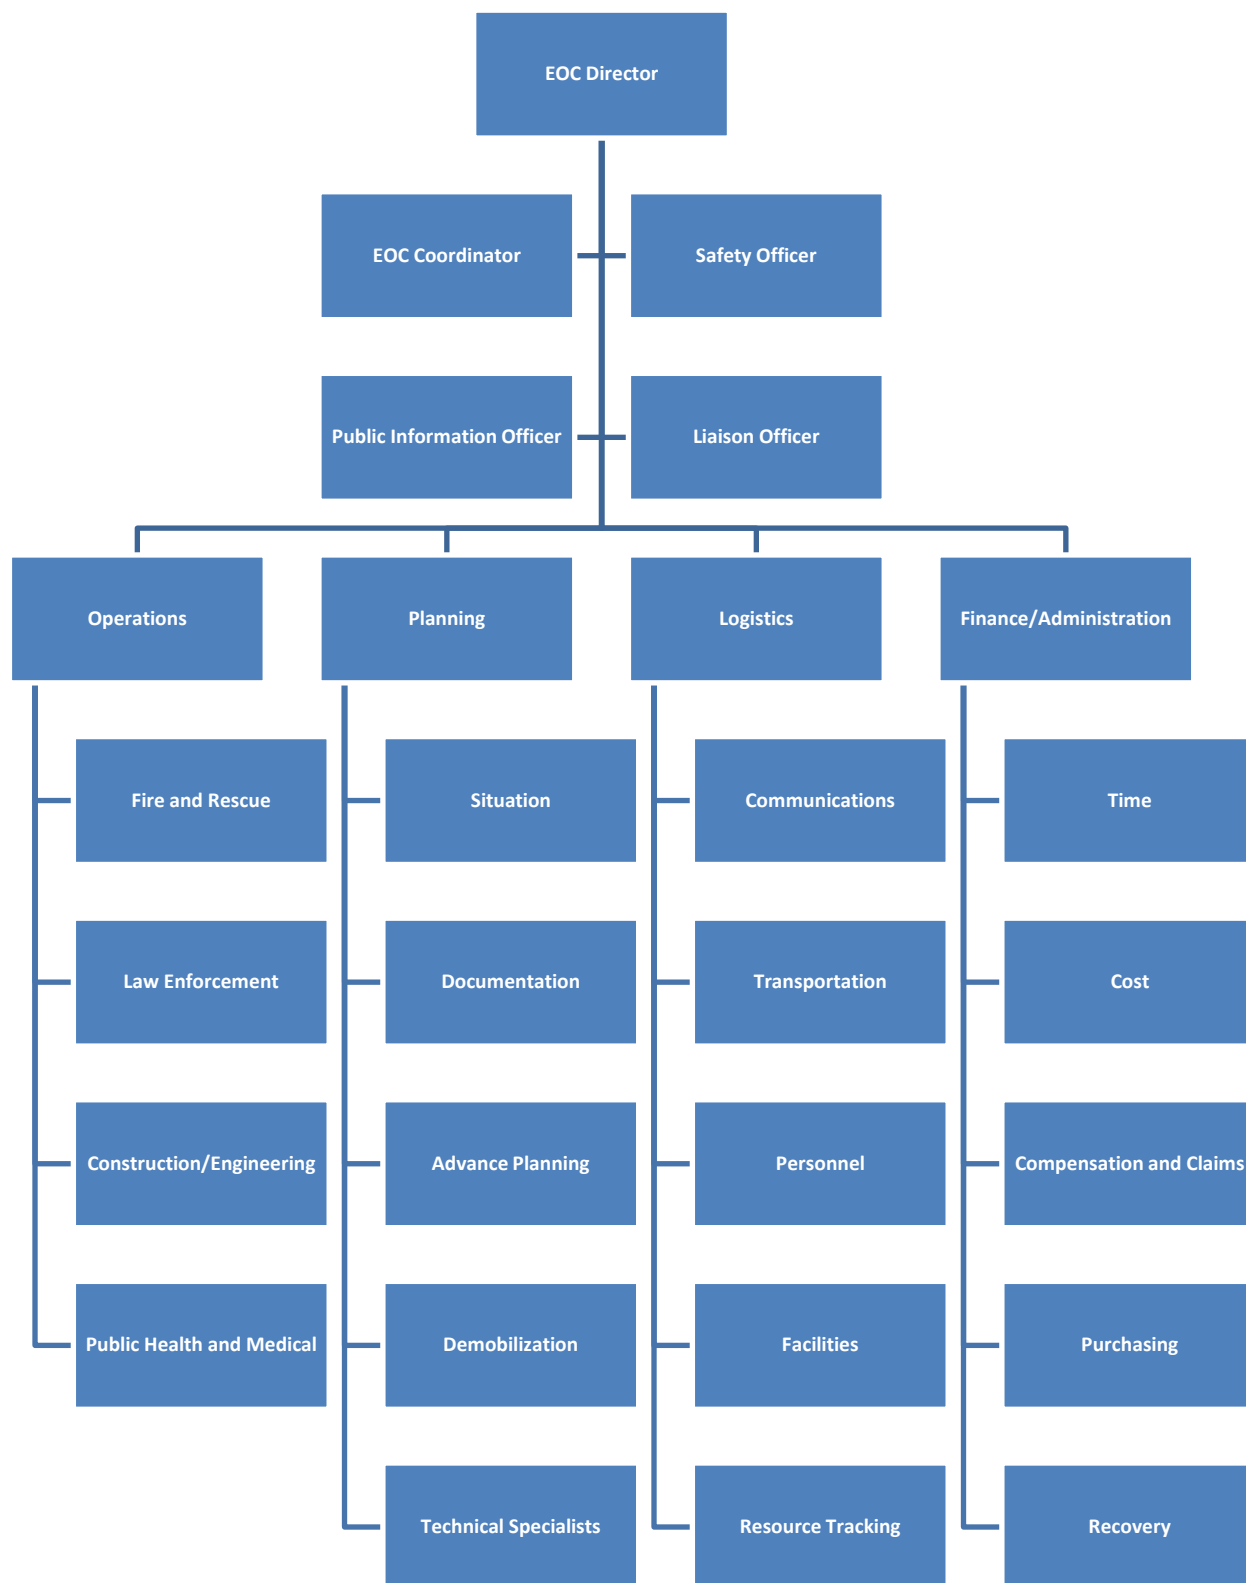 EOC Director
EOC Coordinator
Safety Officer
Public Information Officer
Liaison Officer
Operations
Planning
Logistics
Finance/Administration
Fire and Rescue
Situation
Communications
Time
Law Enforcement
Documentation
Transportation
Cost
Construction/Engineering
Advance Planning
Personnel
Compensation and Claims
Public Health and Medical
Demobilization
Facilities
Purchasing
Technical Specialists
Resource Tracking
Recovery